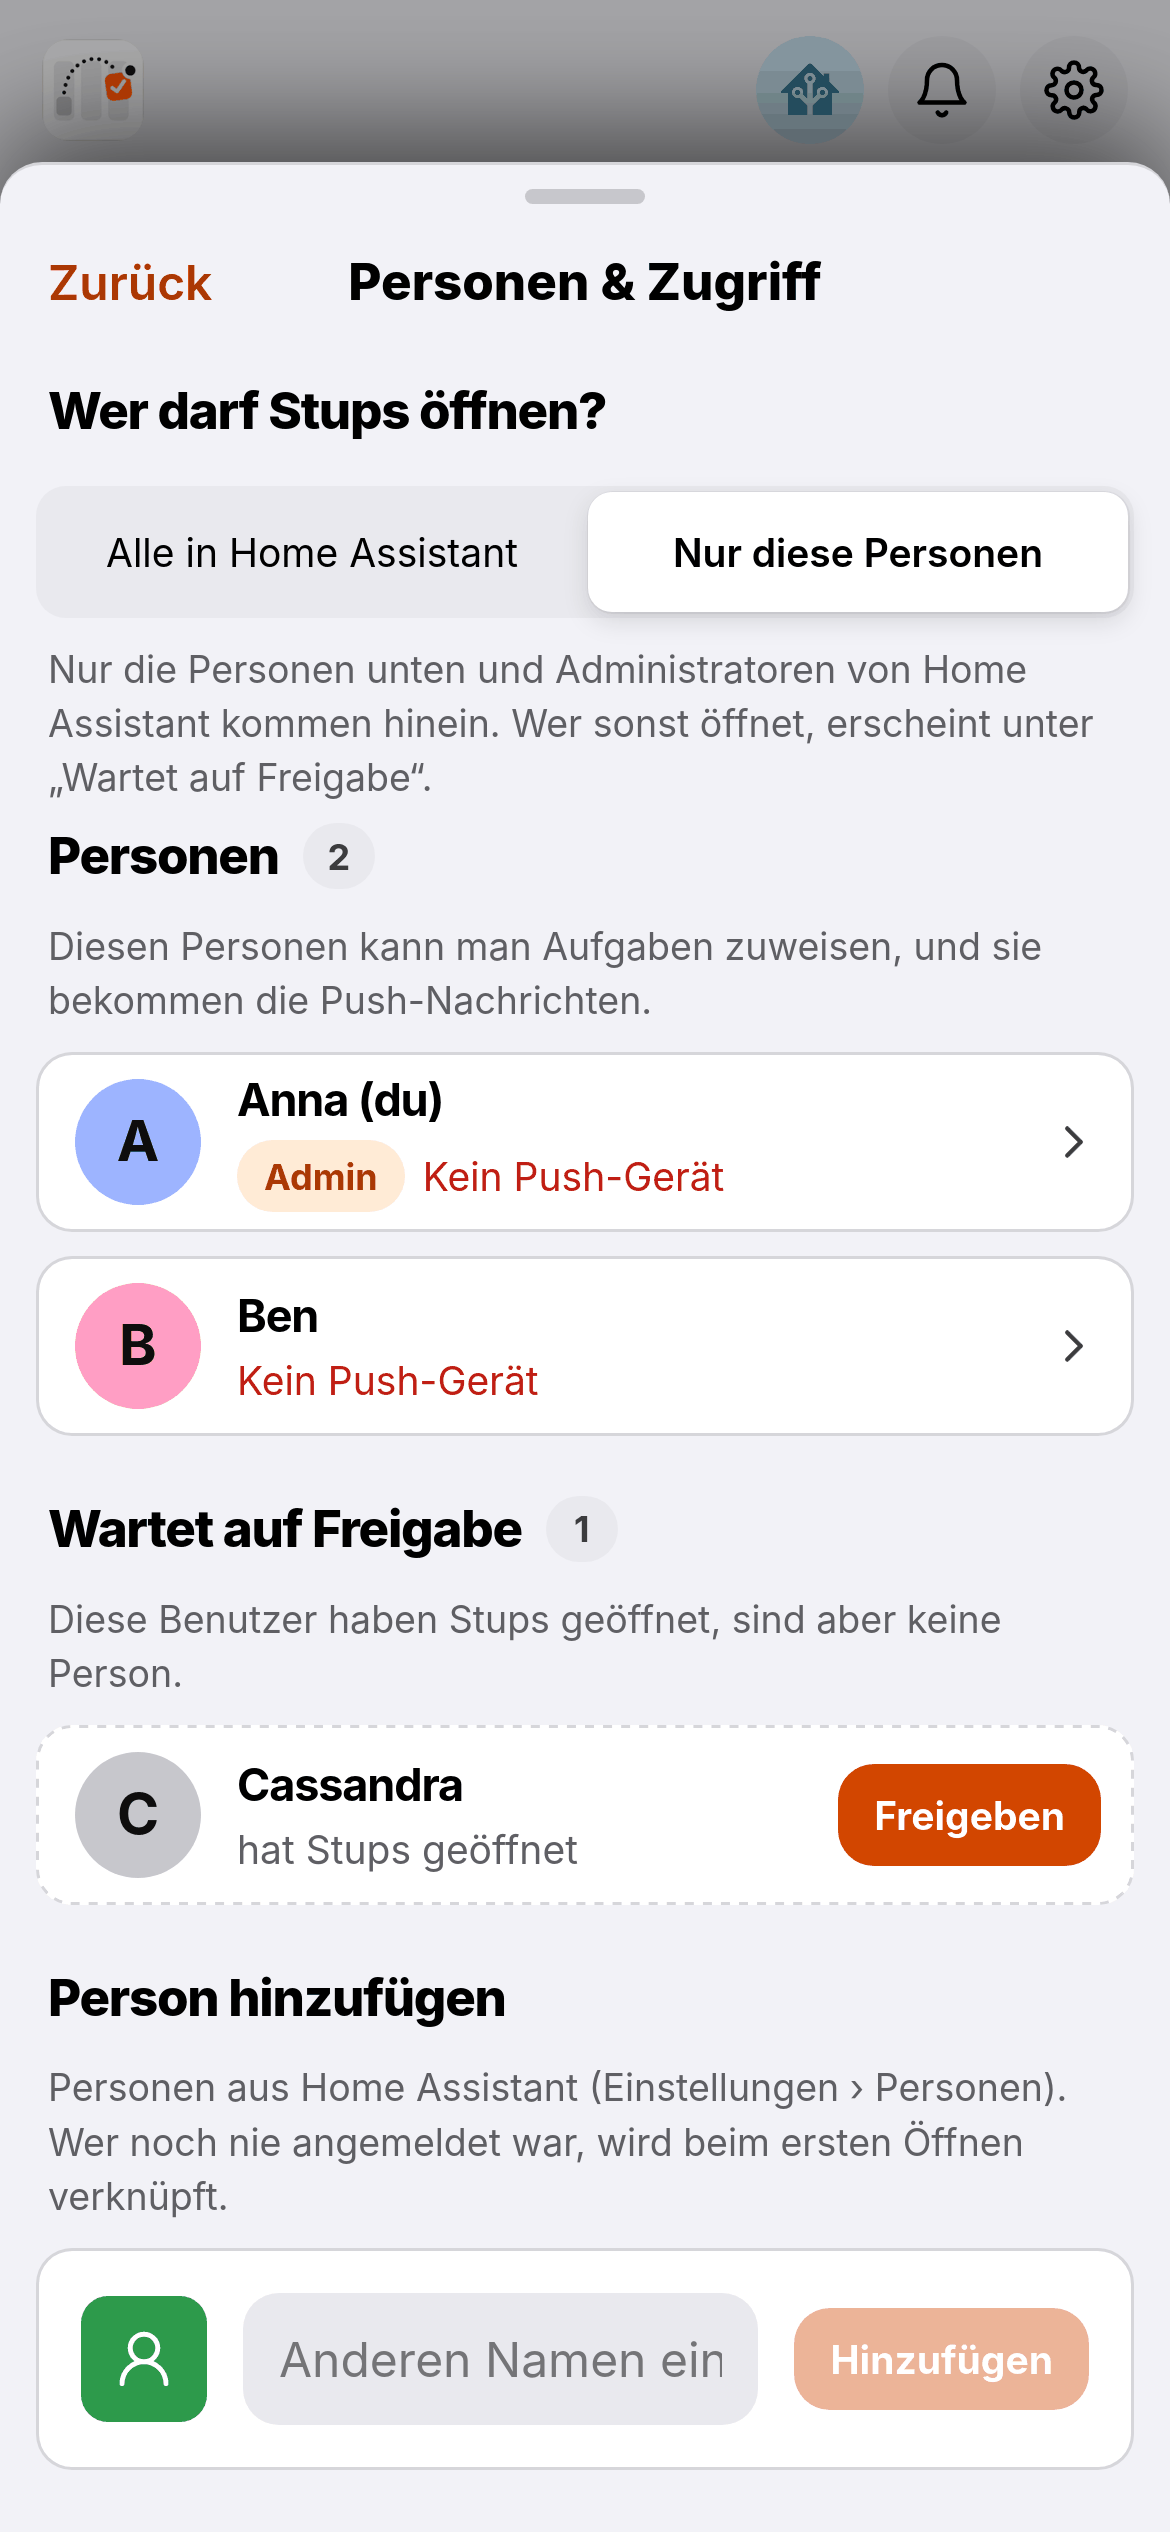 Zurück
Personen & Zugriff
Wer darf Stups öffnen?
Alle in Home Assistant
Nur diese Personen
Nur die Personen unten und Administratoren von Home
Assistant kommen hinein. Wer sonst öffnet, erscheint unter
„Wartet auf Freigabe“.
Personen 2
Diesen Personen kann man Aufgaben zuweisen, und sie
bekommen die Push-Nachrichten.
A
Anna (du)
Admin Kein Push-Gerät
B
Ben
Kein Push-Gerät
Wartet auf Freigabe 1
Diese Benutzer haben Stups geöffnet, sind aber keine
Person.
C
Cassandra
hat Stups geöffnet
Freigeben
Person hinzufügen
Personen aus Home Assistant (Einstellungen › Personen).
Wer noch nie angemeldet war, wird beim ersten Öffnen
verknüpft.
Anderen Namen ein
Hinzufügen